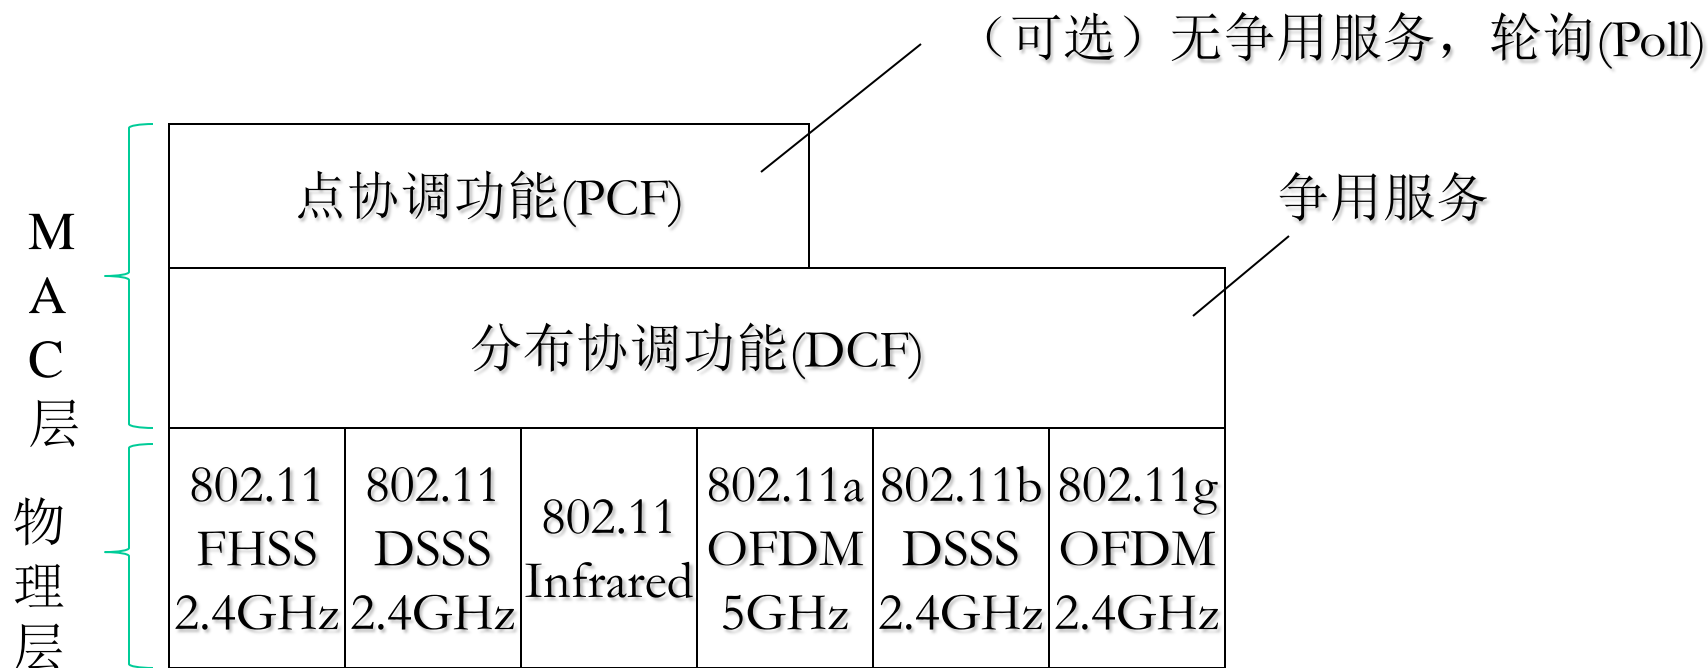 （可选）无争用服务，轮询(Poll)
点协调功能(PCF)
争用服务
M
A
C
层
分布协调功能(DCF)
物
理
层
802.11
FHSS
2.4GHz
802.11
DSSS
2.4GHz
802.11
Infrared
802.11a
OFDM
5GHz
802.11b
DSSS
2.4GHz
802.11g
OFDM
2.4GHz